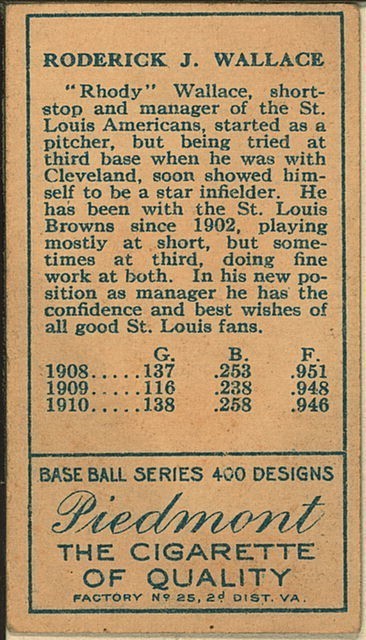 RODERICK J. WALLACE
"Rhody" Wallace, short-
stop and manager of the St.
Louis Americans, started as a
pitcher, but being tried at
third base when he was with
Cleveland, soon showed him-
self to be a star infielder. He
has been with the St. Louis
Browns since 1902, playing
mostly at short, but some-
times at third, doing fine
work at both. In his new po-
sition as manager he has the
confidence and best wishes of
all good St. Louis fans.
G. B. F.
1908.....137 .253 .951
1909.....116 .238 .948
1910.....138 .258 .946
BASE BALL SERIES 400 DESIGNS
Piedmont
THE CIGARETTE
OF QUALITY
FACTORY Nº 25, 2d DIST. VA.